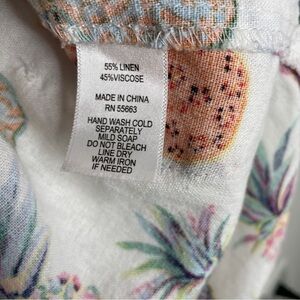 55% LINEN
45%VISCOSE
MADE IN CHINA
RN 55663
HAND WASH COLD
SEPARATELY
MILD SOAP
DO NOT BLEACH
LINE DRY
WARM IRON
IF NEEDED